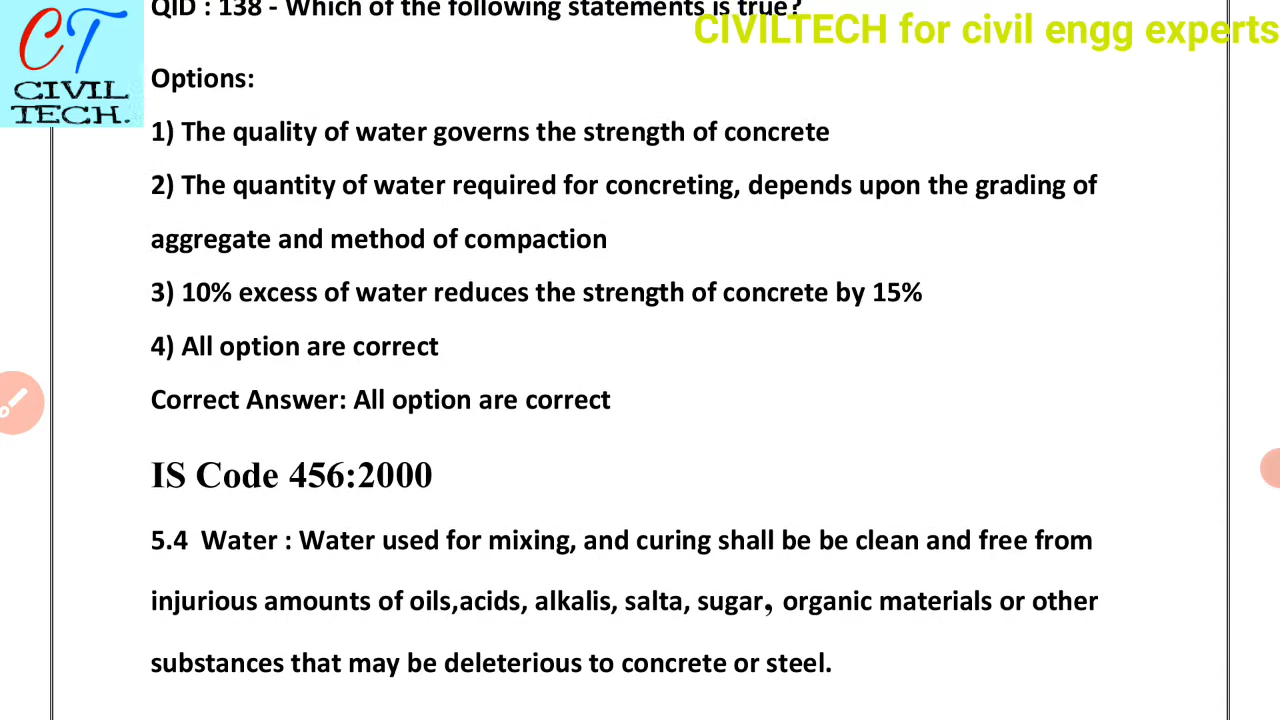 QID : 138 - Which of the following statements is true?
CIVILTECH for civil engg experts
CT
CIVIL
TECH.
Options:
1) The quality of water governs the strength of concrete
2) The quantity of water required for concreting, depends upon the grading of
aggregate and method of compaction
3) 10% excess of water reduces the strength of concrete by 15%
4) All option are correct
Correct Answer: All option are correct
IS Code 456:2000
5.4 Water : Water used for mixing, and curing shall be be clean and free from
injurious amounts of oils,acids, alkalis, salta, sugar, organic materials or other
substances that may be deleterious to concrete or steel.